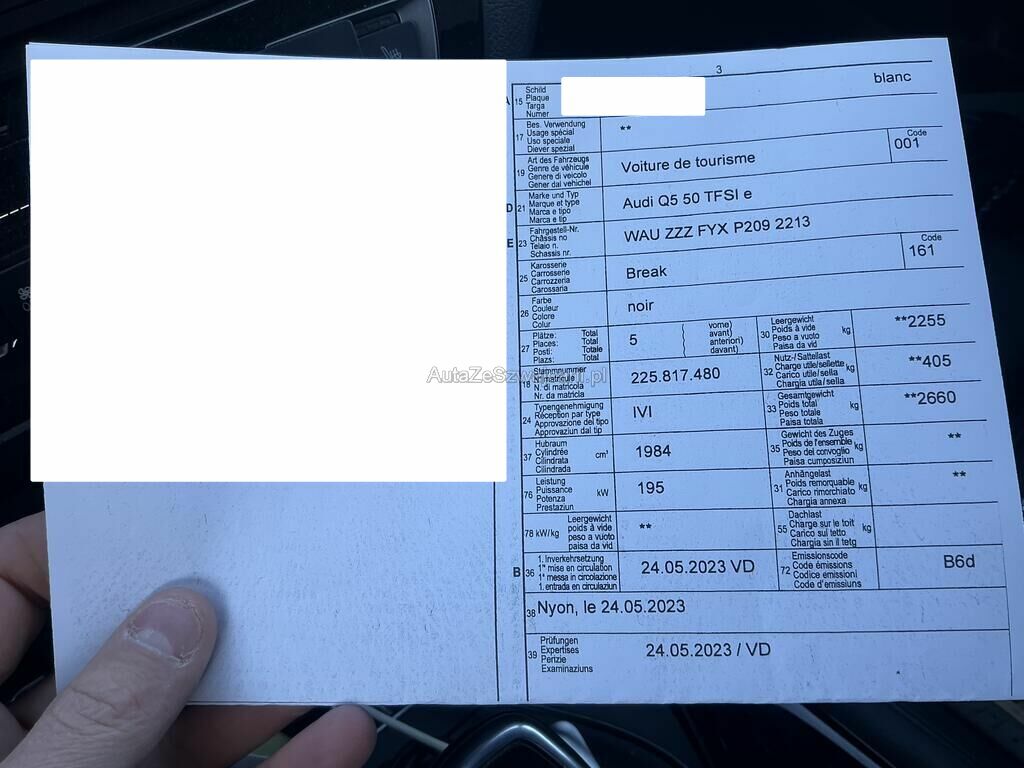 3
A 15 Schild Plaque Targa Numer blanc
17 Bes. Verwendung Usage spécial Uso speciale Diever spezial **
19 Art des Fahrzeugs Genre de véhicule Genere di veicolo Gener dal vehichel Voiture de tourisme Code 001
D 21 Marke und Typ Marque et type Marca e tipo Marca e tip Audi Q5 50 TFSI e
E 23 Fahrgestell-Nr. Châssis no Telaio n. Schassis nr. WAU ZZZ FYX P209 2213
25 Karosserie Carrosserie Carrozzeria Carossaria Break Code 161
26 Farbe Couleur Colore Colur noir
27 Plätze: Total Places: Total Posti: Totale Plazs: Total 5 ( vorne) avant) anterion) davant)
30 Leergewicht Poids à vide Peso a vuoto Paisa da vid kg **2255
18 Stammnummer N matricule N. di matricola Nr. da matricla 225.817.480
32 Nutz-/Sattellast Charge utile/sellette Carico utile/sella Chargia utila/sella kg **405
AutaZeSzwajcarii.pl
24 Typengenehmigung Réception par type Approvazione del tipo Approvaziun dal tip IVI
33 Gesamtgewicht Poids total Peso totale Paisa totala kg **2660
37 Hubraum Cylindrée Cilindrata Cilindrada cm³ 1984
35 Gewicht des Zuges Poids de l'ensemble Peso del convoglio Paisa cumposiziun kg **
76 Leistung Puissance Potenza Prestaziun kW 195
31 Anhängelast Poids remorquable Carico rimorchiato Chargia annexa kg **
78 kW/kg Leergewicht poids à vide peso a vuoto paisa da vid **
55 Dachlast Charge sur le toit Carico sul tetto Chargia sin il tetg kg
B 36 1. Inverkehrsetzung 1re mise en circulation 1a messa in circolazione 1. entrada en circulaziun 24.05.2023 VD
72 Emissionscode Code émissions Codice emissioni Code d'emissiuns B6d
38 Nyon, le 24.05.2023
39 Prüfungen Expertises Perizie Examinaziuns 24.05.2023 / VD